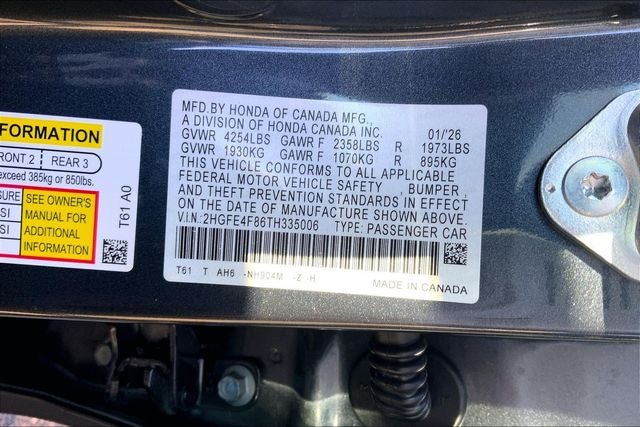 FORMATION
FRONT 2 REAR 3
exceed 385kg or 850lbs.
SURE
SI
SI
SEE OWNER'S
MANUAL FOR
ADDITIONAL
INFORMATION
T61 A0
MFD.BY HONDA OF CANADA MFG.,
A DIVISION OF HONDA CANADA INC. 01/'26
GVWR 4254LBS GAWR F 2358LBS R 1973LBS
GVWR 1930KG GAWR F 1070KG R 895KG
THIS VEHICLE CONFORMS TO ALL APPLICABLE
FEDERAL MOTOR VEHICLE SAFETY , BUMPER
AND THEFT PREVENTION STANDARDS IN EFFECT
ON THE DATE OF MANUFACTURE SHOWN ABOVE.
V.I.N.: 2HGFE4F86TH335006 TYPE: PASSENGER CAR
T61 T AH6 -NH904M -Z -H
MADE IN CANADA